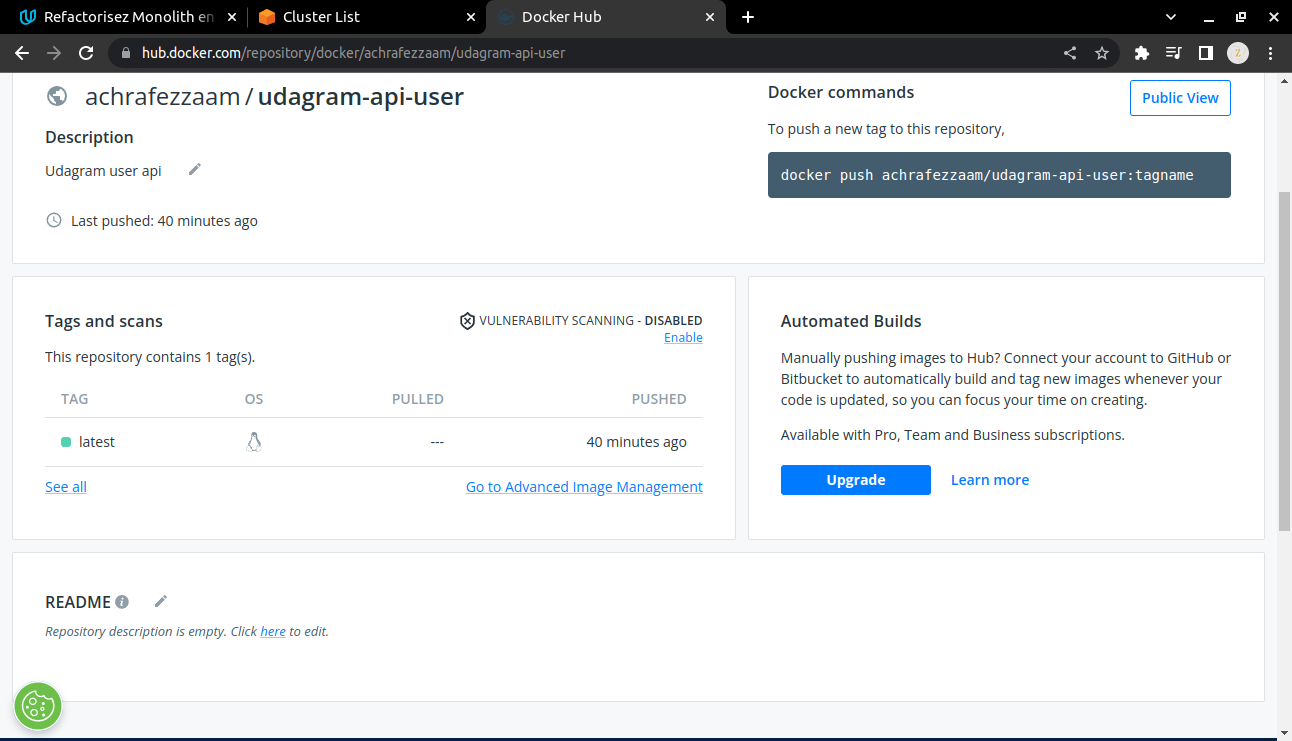 Refactorisez Monolith en
Cluster List
Docker Hub
hub.docker.com/repository/docker/achrafezzaam/udagram-api-user
achrafezzaam / udagram-api-user
Description
Udagram user api
Last pushed: 40 minutes ago
Docker commands
Public View
To push a new tag to this repository,
docker push achrafezzaam/udagram-api-user:tagname
Tags and scans
VULNERABILITY SCANNING - DISABLED
Enable
This repository contains 1 tag(s).
TAG OS PULLED PUSHED
latest --- 40 minutes ago
See all
Go to Advanced Image Management
Automated Builds
Manually pushing images to Hub? Connect your account to GitHub or
Bitbucket to automatically build and tag new images whenever your
code is updated, so you can focus your time on creating.
Available with Pro, Team and Business subscriptions.
Upgrade
Learn more
README
Repository description is empty. Click here to edit.